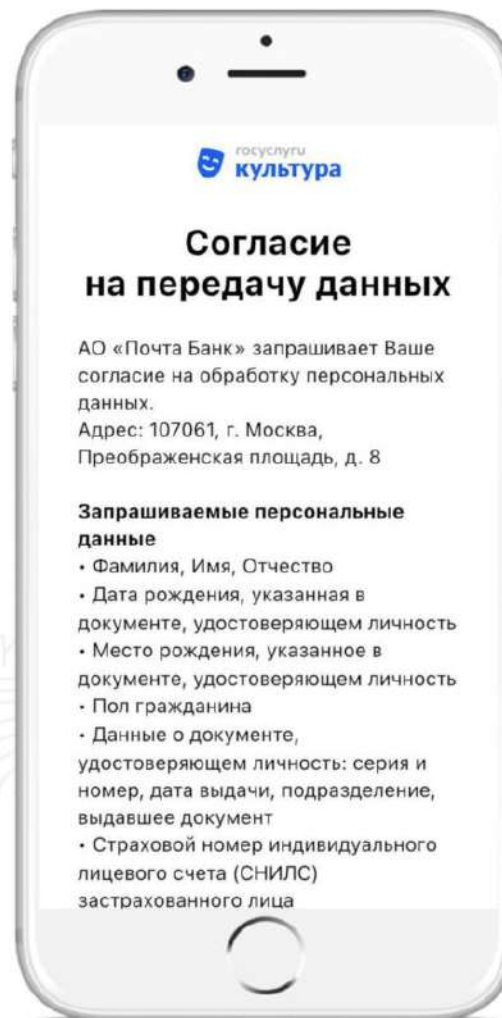 госуслуги
культура
Согласие
на передачу данных
АО «Почта Банк» запрашивает Ваше
согласие на обработку персональных
данных.
Адрес: 107061, г. Москва,
Преображенская площадь, д. 8
Запрашиваемые персональные
данные
• Фамилия, Имя, Отчество
• Дата рождения, указанная в
документе, удостоверяющем личность
• Место рождения, указанное в
документе, удостоверяющем личность
• Пол гражданина
• Данные о документе,
удостоверяющем личность: серия и
номер, дата выдачи, подразделение,
выдавшее документ
• Страховой номер индивидуального
лицевого счета (СНИЛС)
застрахованного лица